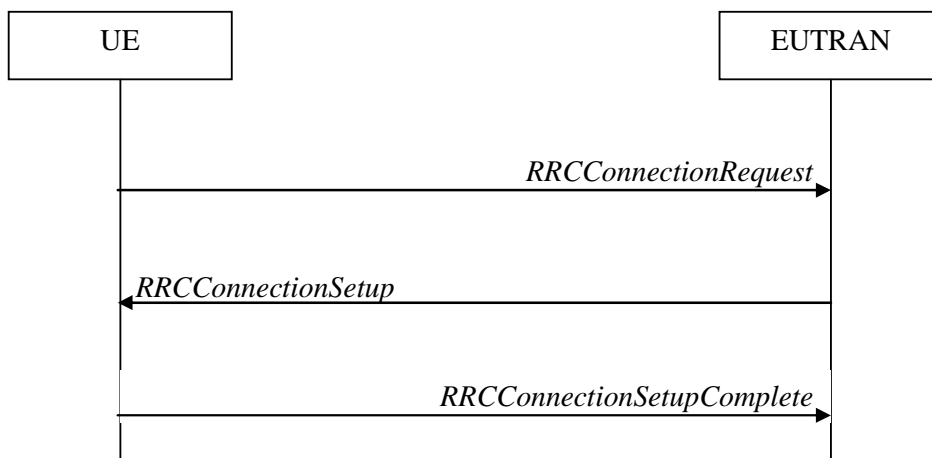 UE
EUTRAN
RRCConnectionRequest
RRCConnectionSetup
RRCConnectionSetupComplete